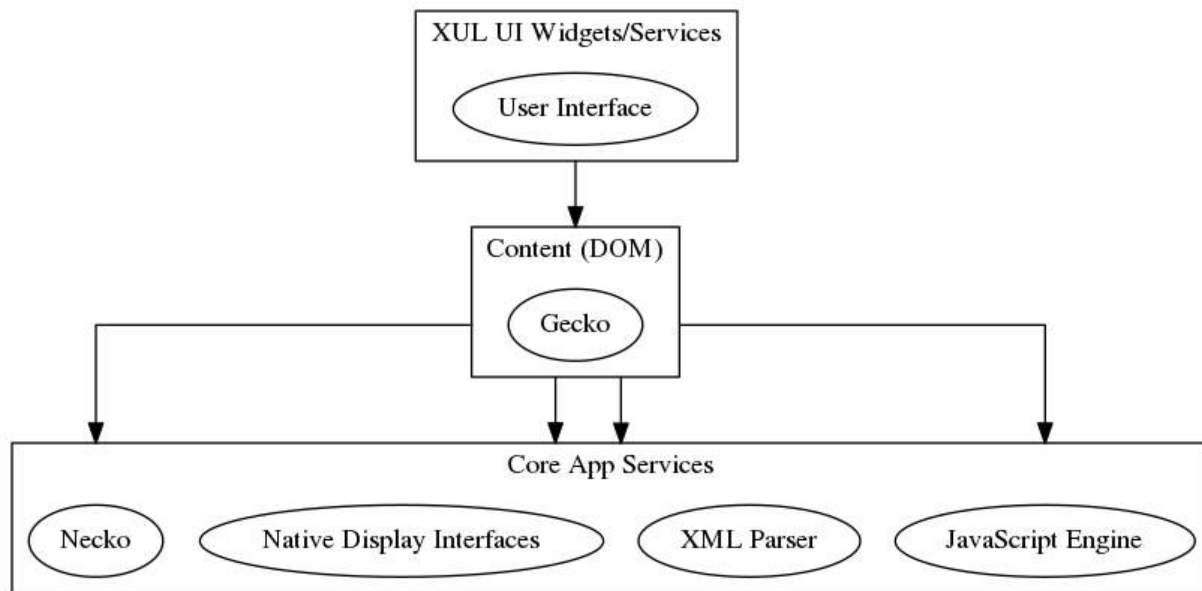 XUL UI Widgets/Services
User Interface
Content (DOM)
Gecko
Core App Services
Necko
Native Display Interfaces
XML Parser
JavaScript Engine